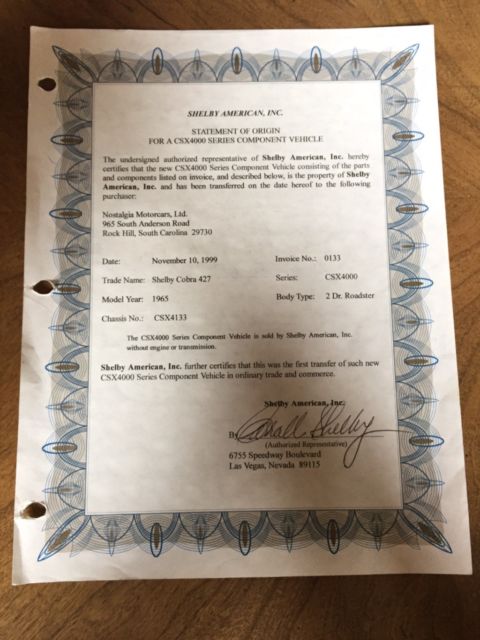 SHELBY AMERICAN, INC.
STATEMENT OF ORIGIN
FOR A CSX4000 SERIES COMPONENT VEHICLE
The undersigned authorized representative of Shelby American, Inc. hereby
certifies that the new CSX4000 Series Component Vehicle consisting of the parts
and components listed on invoice, and described below, is the property of Shelby
American, Inc. and has been transferred on the date hereof to the following
purchaser:
Nostalgia Motorcars, Ltd.
965 South Anderson Road
Rock Hill, South Carolina 29730
Date: November 10, 1999 Invoice No.: 0133
Trade Name: Shelby Cobra 427 Series: CSX4000
Model Year: 1965 Body Type: 2 Dr. Roadster
Chassis No.: CSX4133
The CSX4000 Series Component Vehicle is sold by Shelby American, Inc.
without engine or transmission.
Shelby American, Inc. further certifies that this was the first transfer of such new
CSX4000 Series Component Vehicle in ordinary trade and commerce.
Shelby American, Inc.
By Carroll Shelby
(Authorized Representative)
6755 Speedway Boulevard
Las Vegas, Nevada 89115